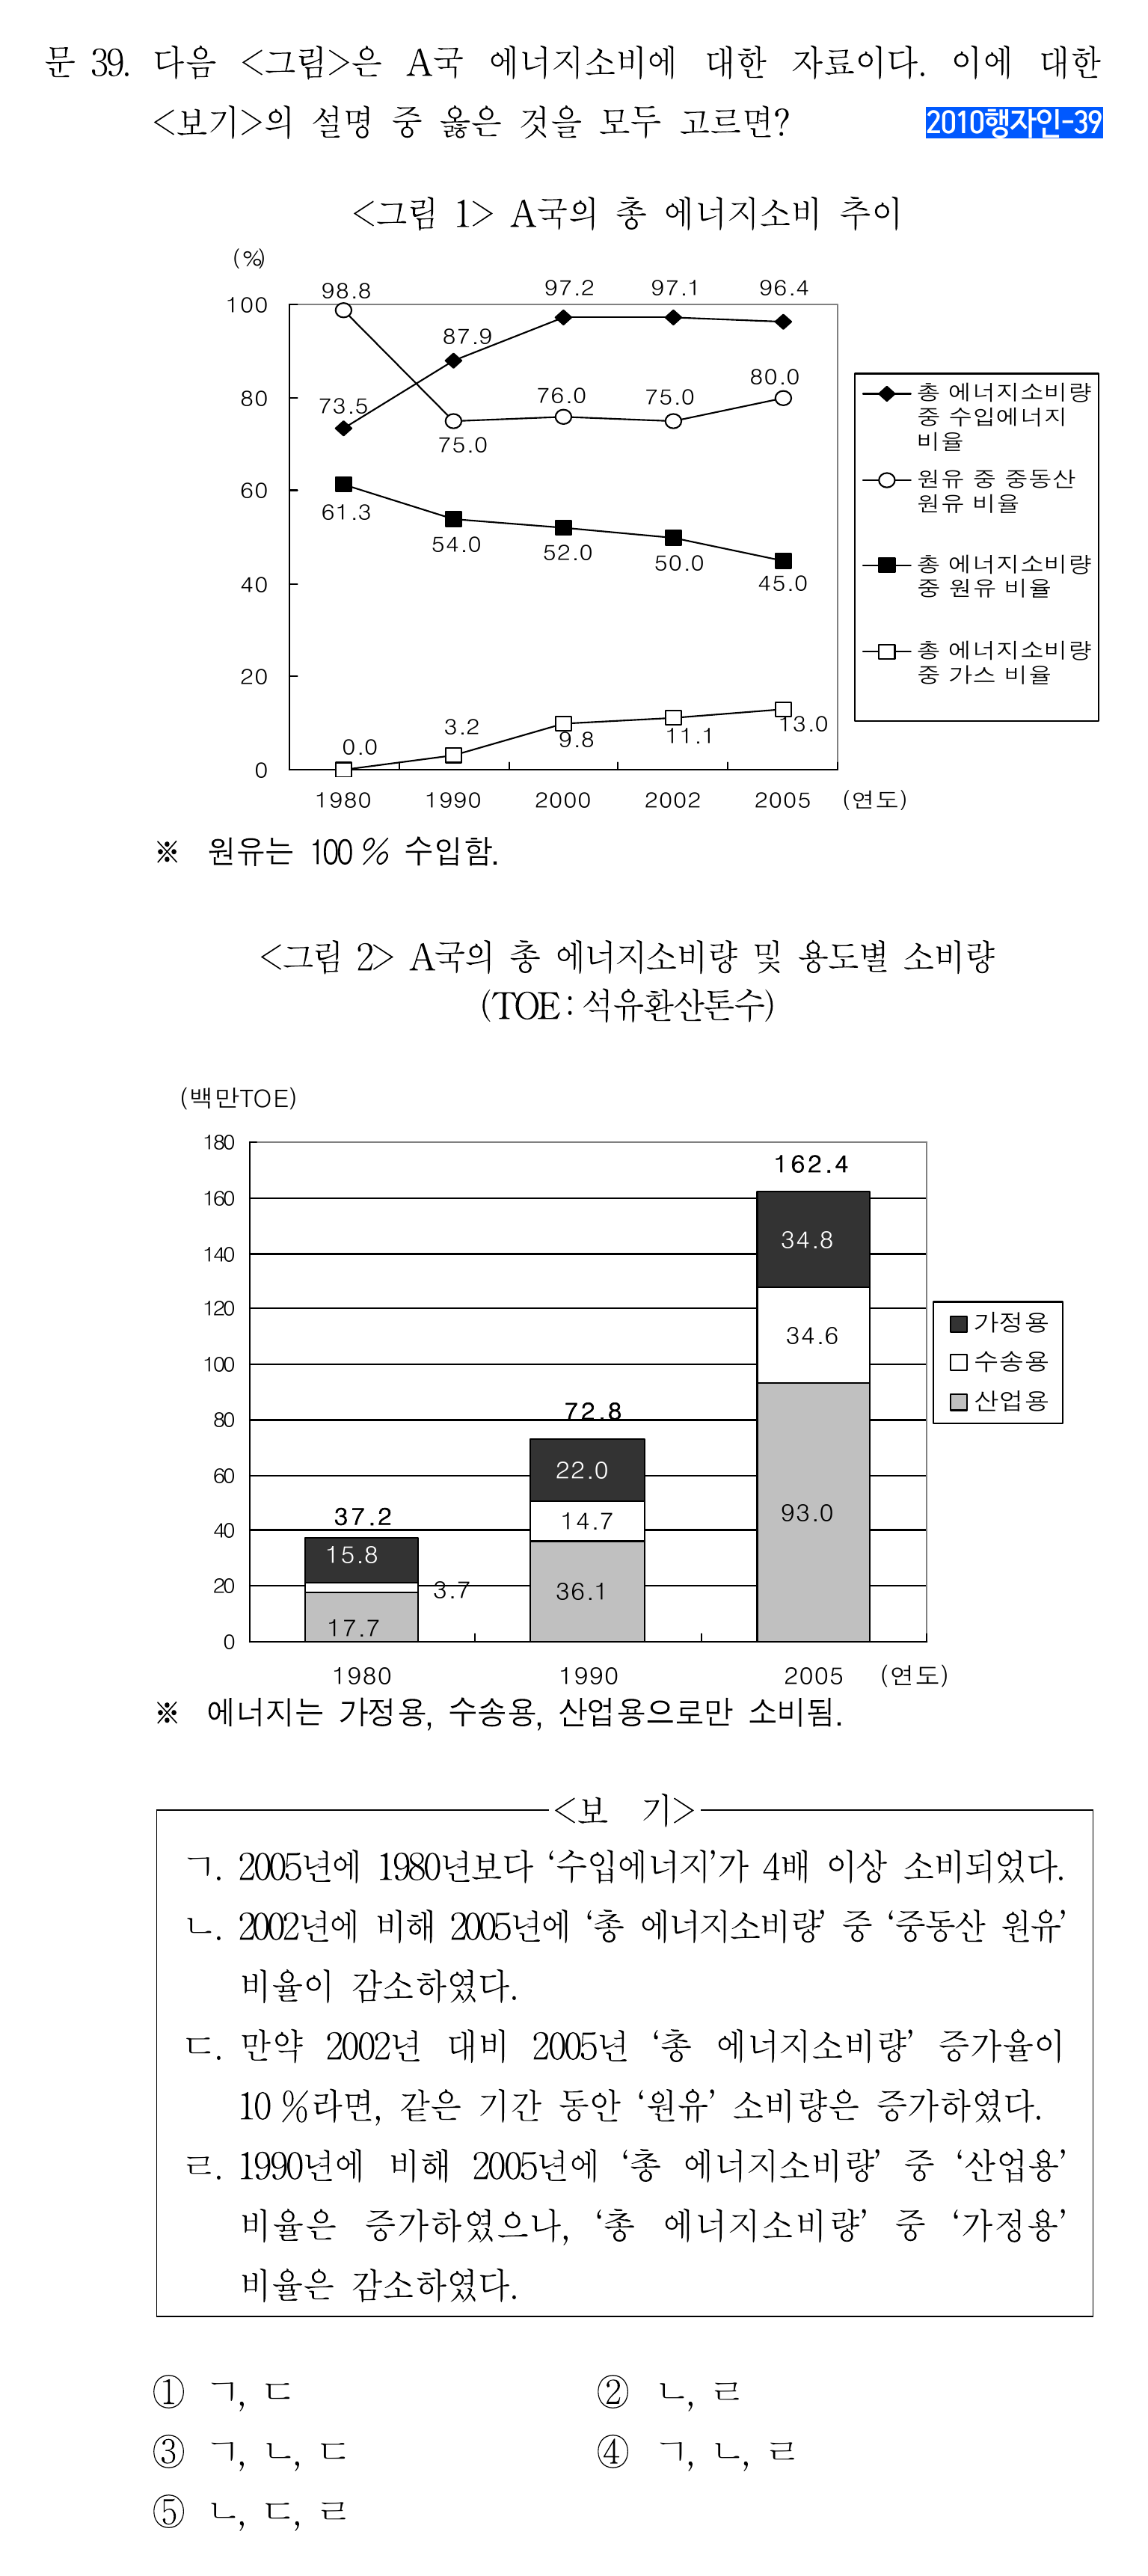 문 39. 다음 <그림>은 A국 에너지소비에 대한 자료이다. 이에 대한
<보기>의 설명 중 옳은 것을 모두 고르면?
2010행자인-39
<그림 1> A국의 총 에너지소비 추이
(%)
100
80
60
40
20
0
98.8
87.9
97.2
97.1
96.4
73.5
75.0
76.0
75.0
80.0
61.3
54.0
52.0
50.0
45.0
0.0
3.2
9.8
11.1
13.0
1980
1990
2000
2002
2005
(연도)
총 에너지소비량
중 수입에너지
비율
원유 중 중동산
원유 비율
총 에너지소비량
중 원유 비율
총 에너지소비량
중 가스 비율
※ 원유는 100 % 수입함.
<그림 2> A국의 총 에너지소비량 및 용도별 소비량
(TOE : 석유환산톤수)
(백만TOE)
180
160
140
120
100
80
60
40
20
0
37.2
15.8
3.7
17.7
72.8
22.0
14.7
36.1
162.4
34.8
34.6
93.0
1980
1990
2005
(연도)
가정용
수송용
산업용
※ 에너지는 가정용, 수송용, 산업용으로만 소비됨.
<보 기>
ㄱ. 2005년에 1980년보다 ‘수입에너지’가 4배 이상 소비되었다.
ㄴ. 2002년에 비해 2005년에 ‘총 에너지소비량’ 중 ‘중동산 원유’
비율이 감소하였다.
ㄷ. 만약 2002년 대비 2005년 ‘총 에너지소비량’ 증가율이
10 %라면, 같은 기간 동안 ‘원유’ 소비량은 증가하였다.
ㄹ. 1990년에 비해 2005년에 ‘총 에너지소비량’ 중 ‘산업용’
비율은 증가하였으나, ‘총 에너지소비량’ 중 ‘가정용’
비율은 감소하였다.
① ㄱ, ㄷ
② ㄴ, ㄹ
③ ㄱ, ㄴ, ㄷ
④ ㄱ, ㄴ, ㄹ
⑤ ㄴ, ㄷ, ㄹ